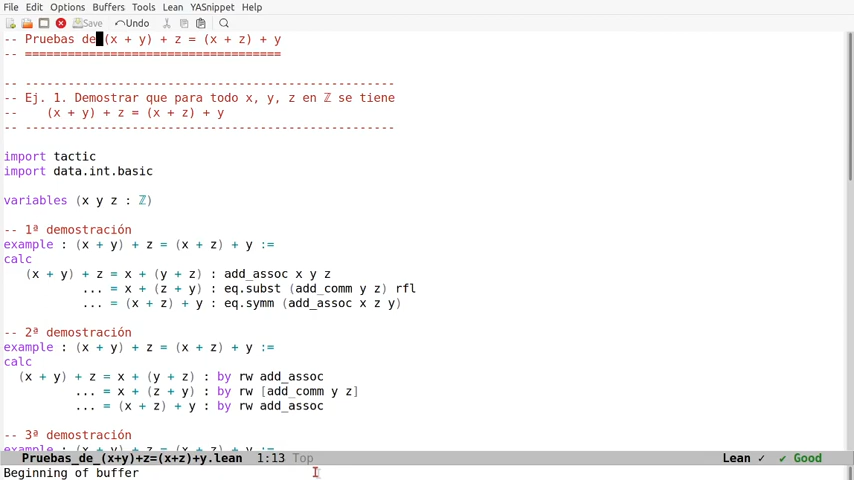 File Edit Options Buffers Tools Lean YASnippet Help
Save Undo
-- Pruebas de (x + y) + z = (x + z) + y
-- =====================================
-- ----------------------------------------------------
-- Ej. 1. Demostrar que para todo x, y, z en ℤ se tiene
--    (x + y) + z = (x + z) + y
-- ----------------------------------------------------
import tactic
import data.int.basic
variables (x y z : ℤ)
-- 1ª demostración
example : (x + y) + z = (x + z) + y :=
calc
   (x + y) + z = x + (y + z) : add_assoc x y z
           ... = x + (z + y) : eq.subst (add_comm y z) rfl
           ... = (x + z) + y : eq.symm (add_assoc x z y)
-- 2ª demostración
example : (x + y) + z = (x + z) + y :=
calc
  (x + y) + z = x + (y + z) : by rw add_assoc
          ... = x + (z + y) : by rw [add_comm y z]
          ... = (x + z) + y : by rw add_assoc
-- 3ª demostración
example : (x + y) + z = (x + z) + y :=
Pruebas_de_(x+y)+z=(x+z)+y.lean 1:13 Top Lean ✓ ✔ Good
Beginning of buffer